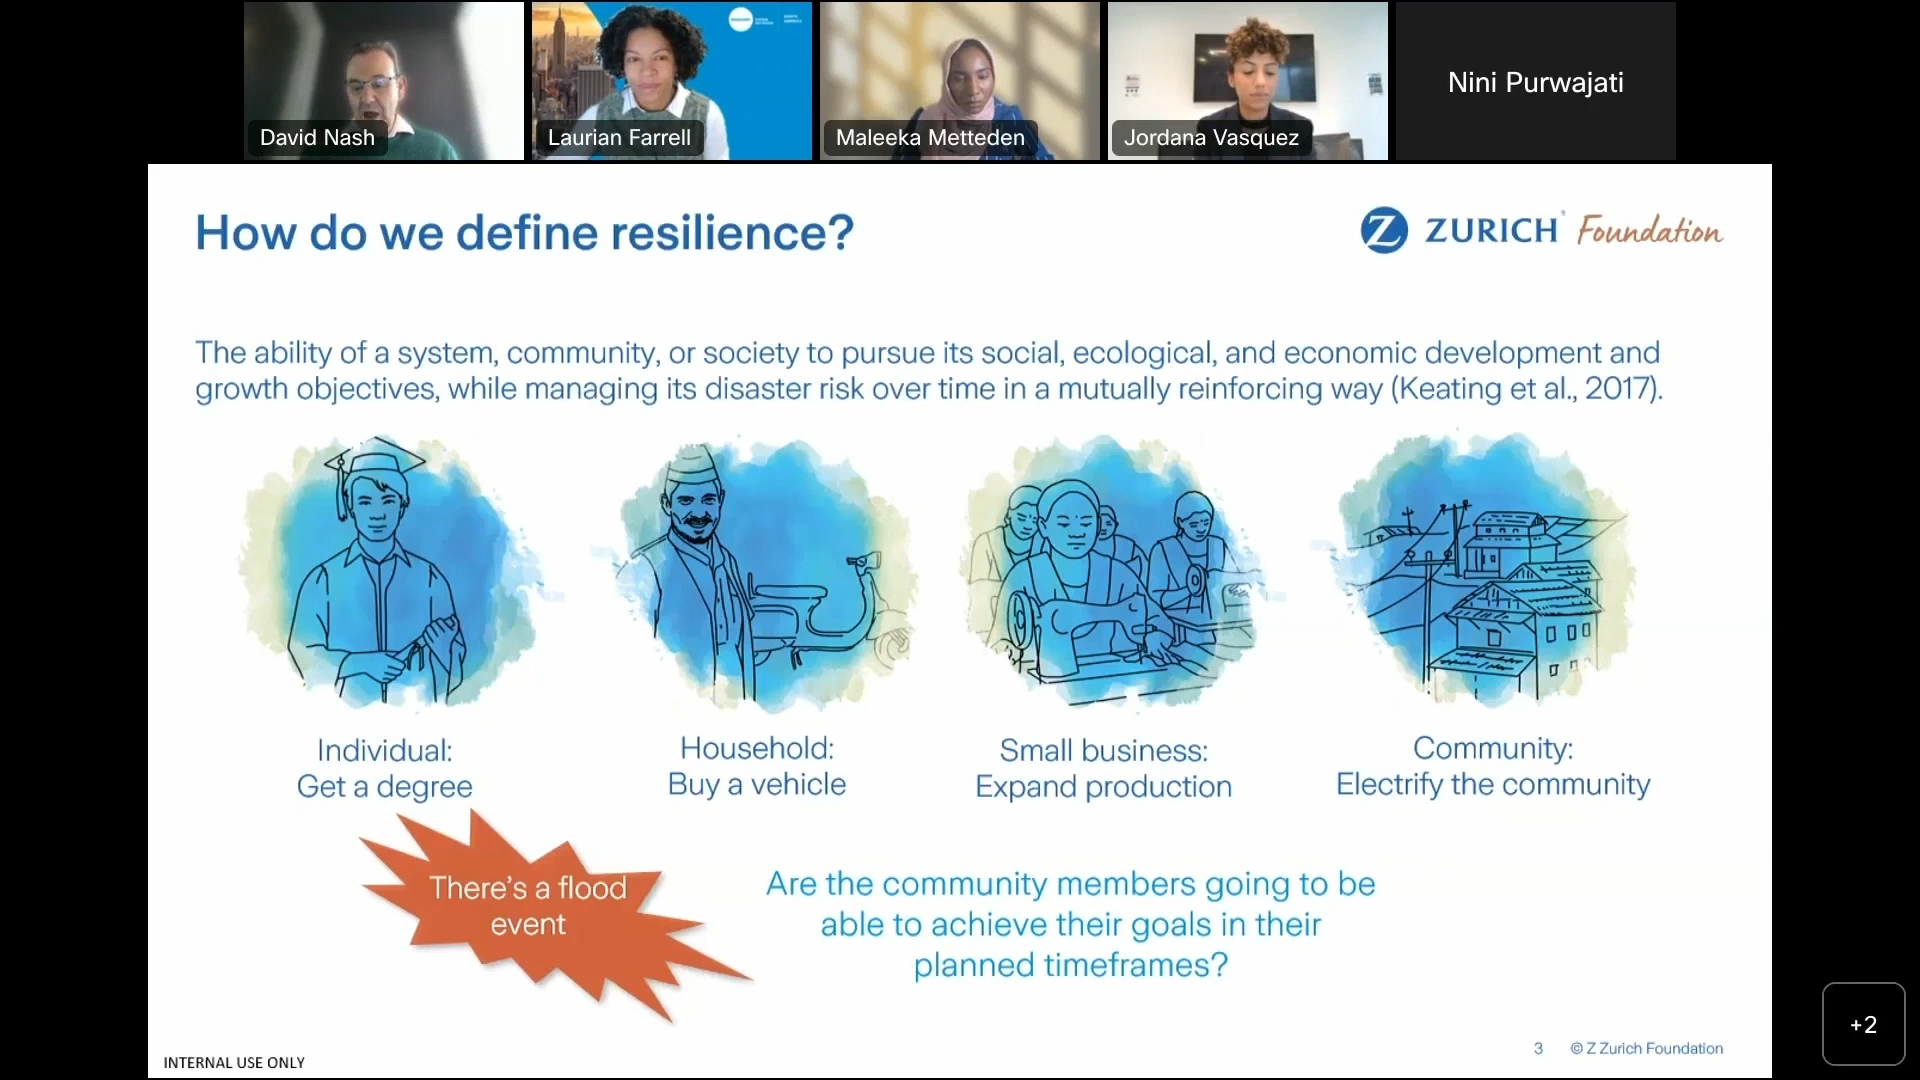 David Nash
Laurian Farrell
Maleeka Metteden
Jordana Vasquez
Nini Purwajati
How do we define resilience?
Z ZURICH Foundation
The ability of a system, community, or society to pursue its social, ecological, and economic development and
growth objectives, while managing its disaster risk over time in a mutually reinforcing way (Keating et al., 2017).
Individual:
Get a degree
Household:
Buy a vehicle
Small business:
Expand production
Community:
Electrify the community
There's a flood
event
Are the community members going to be
able to achieve their goals in their
planned timeframes?
+2
INTERNAL USE ONLY
3 © Z Zurich Foundation